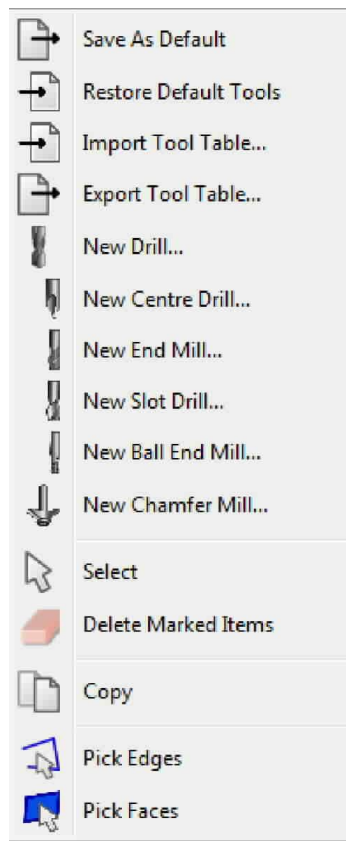 Save As Default
Restore Default Tools
Import Tool Table...
Export Tool Table...
New Drill...
New Centre Drill...
New End Mill...
New Slot Drill...
New Ball End Mill...
New Chamfer Mill...
Select
Delete Marked Items
Copy
Pick Edges
Pick Faces